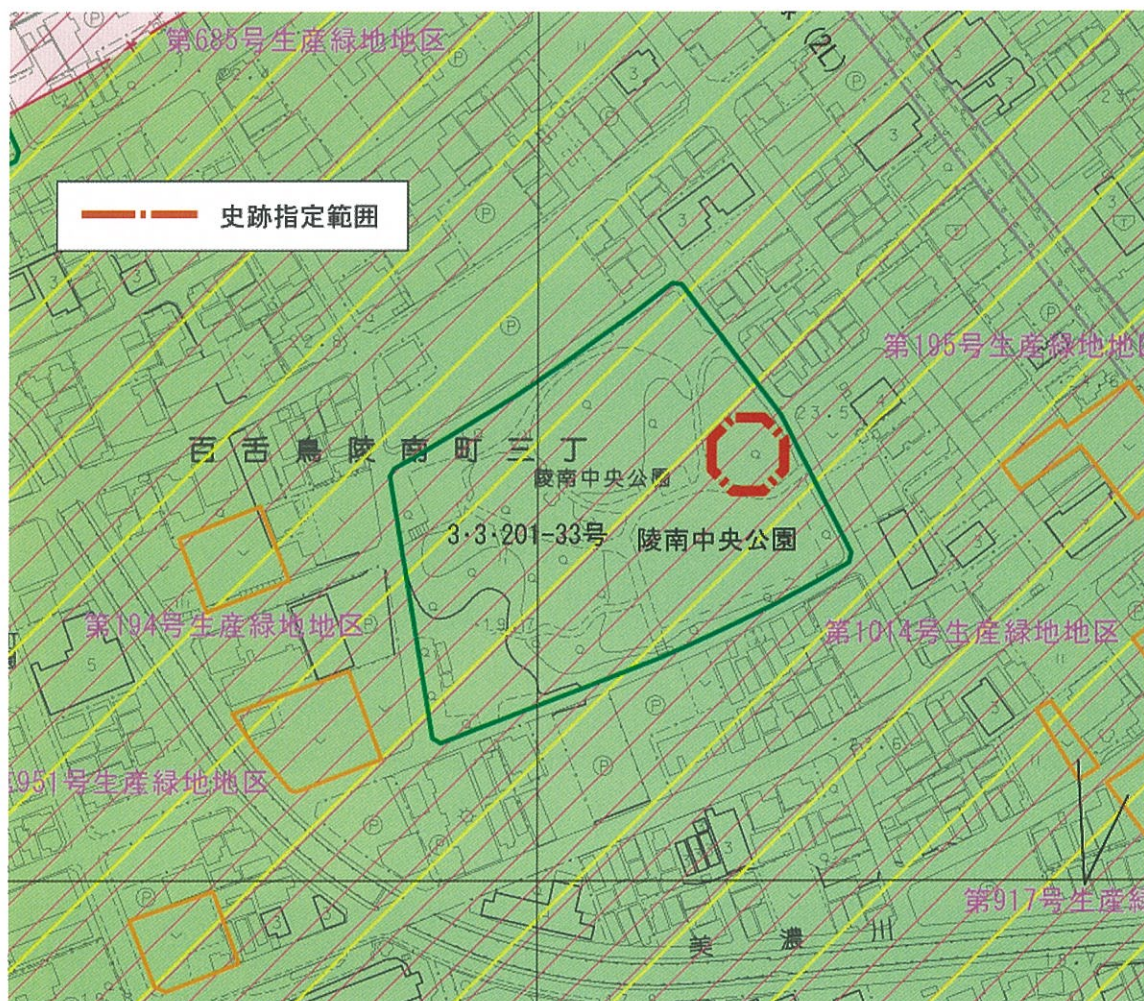 第685号生産緑地地区
(2L)
史跡指定範囲
第195号生産緑地地
23.5
百舌鳥陵南町三丁
陵南中央公園
3・3・201-33号 陵南中央公園
第194号生産緑地地区
第1014号生産緑地地区
951号生産緑地地区
第917号生産緑
美濃川